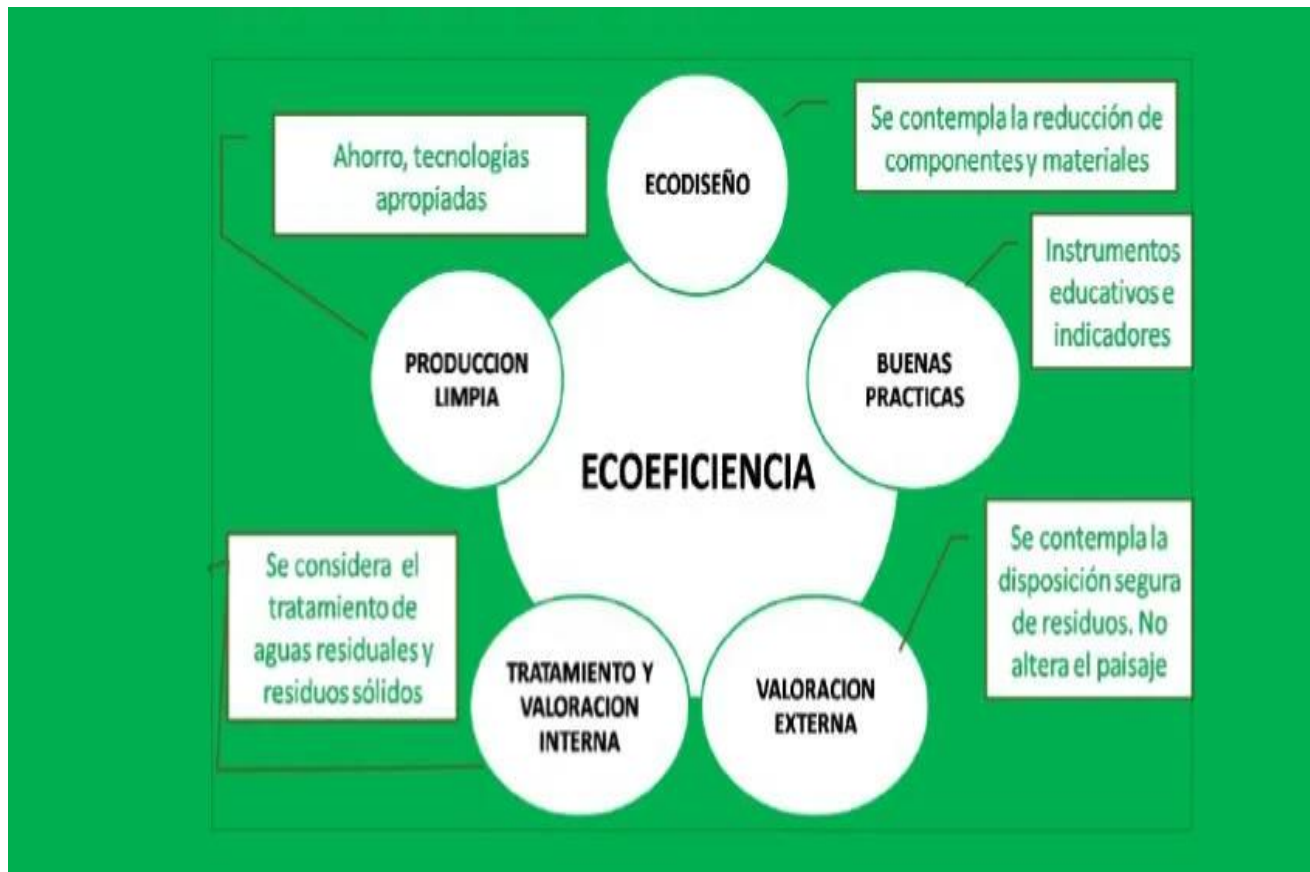 ECODISEÑO
Se contempla la reducción de
componentes y materiales
Ahorro, tecnologías
apropiadas
Instrumentos
educativos e
indicadores
PRODUCCION
LIMPIA
BUENAS
PRACTICAS
ECOEFICIENCIA
Se considera el
tratamiento de
aguas residuales y
residuos sólidos
Se contempla la
disposición segura
de residuos. No
altera el paisaje
TRATAMIENTO Y
VALORACION
INTERNA
VALORACION
EXTERNA